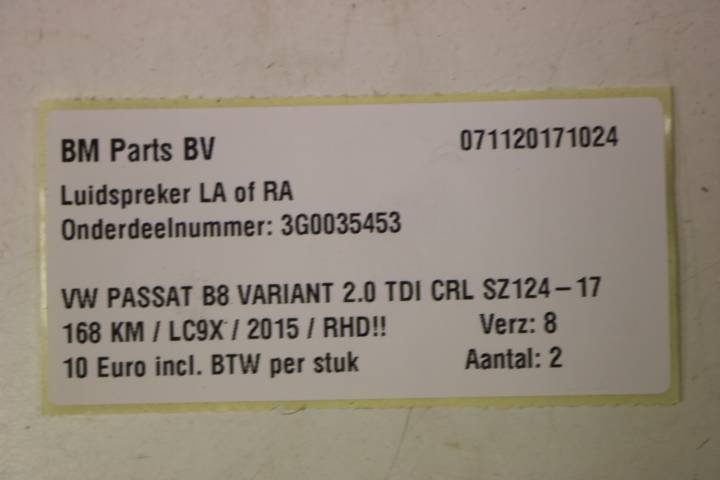 BM Parts BV 071120171024
Luidspreker LA of RA
Onderdeelnummer: 3G0035453
VW PASSAT B8 VARIANT 2.0 TDI CRL SZ124-17
168 KM / LC9X / 2015 / RHD!! Verz: 8
10 Euro incl. BTW per stuk Aantal: 2